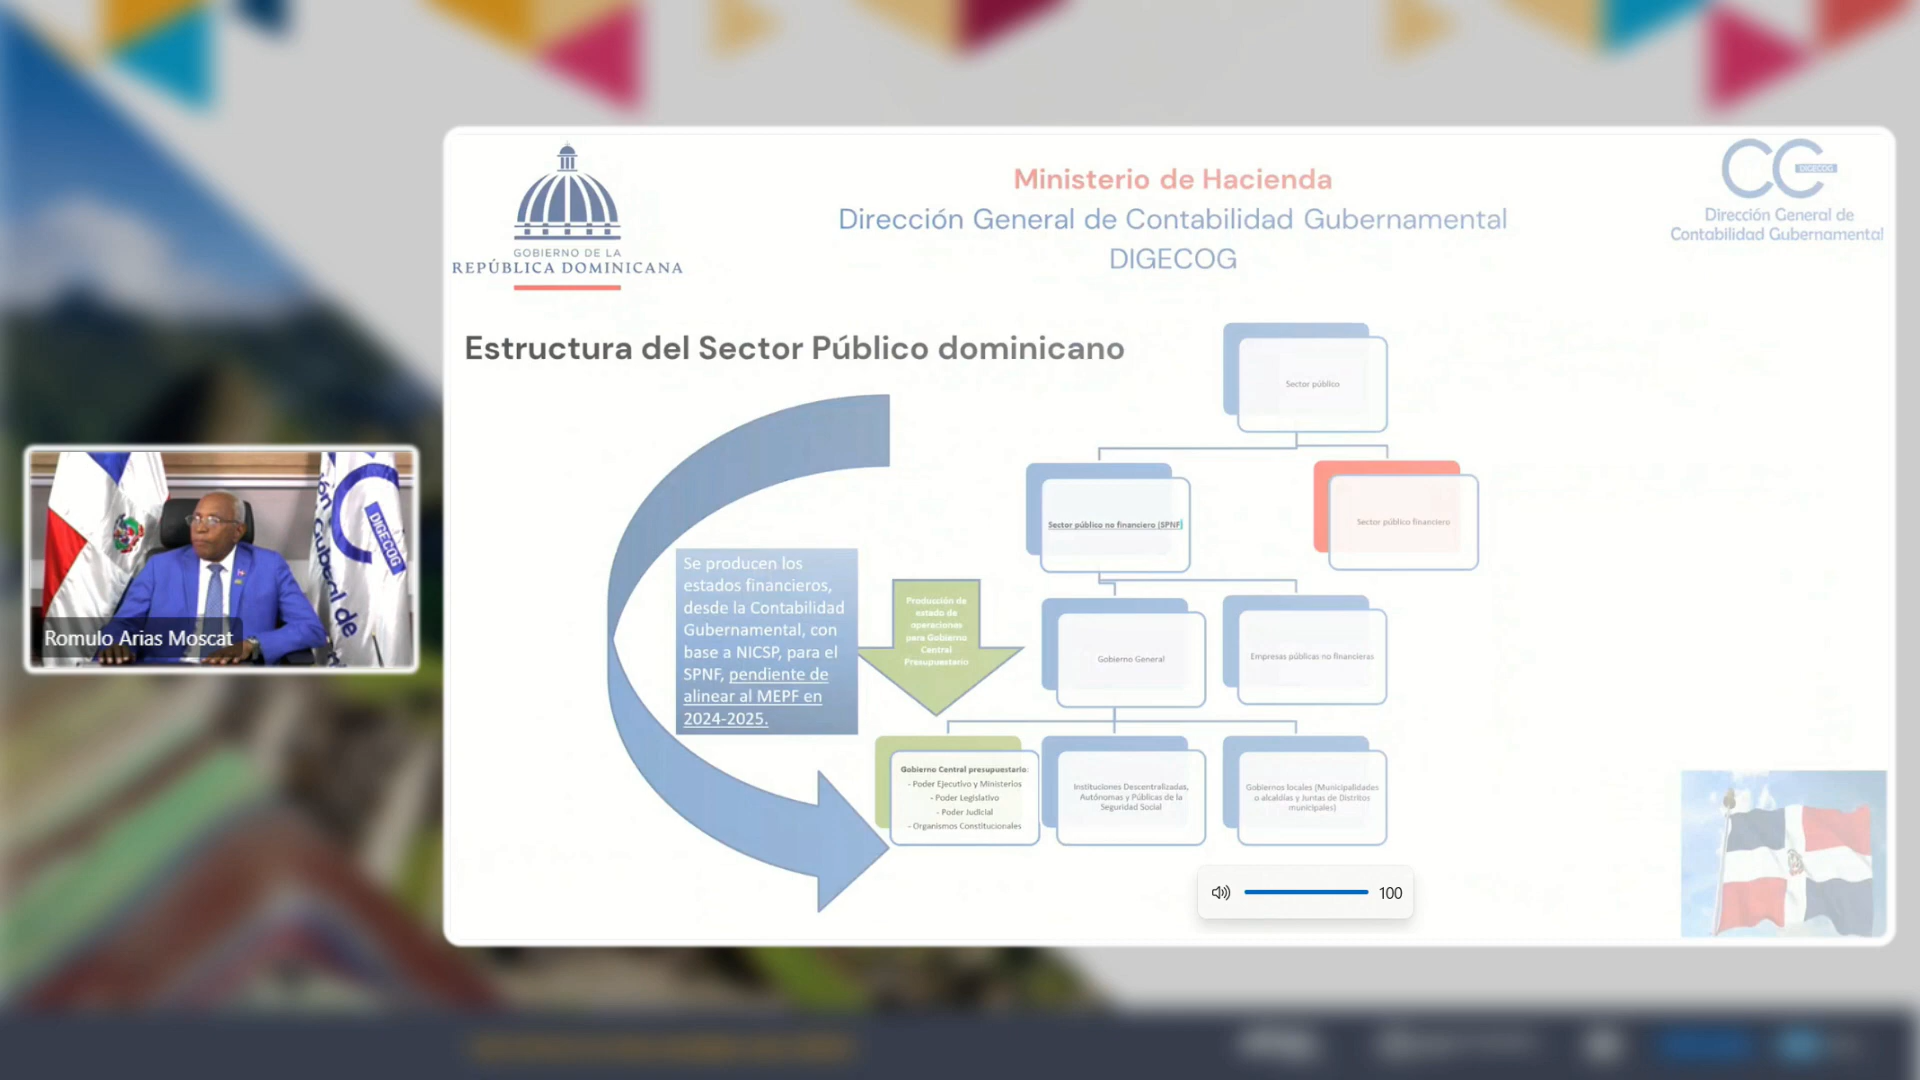 GOBIERNO DE LA
REPÚBLICA DOMINICANA
Ministerio de Hacienda
Dirección General de Contabilidad Gubernamental
DIGECOG
DIGECOG
Dirección General de
Contabilidad Gubernamental
Estructura del Sector Público dominicano
Sector público
Sector público no financiero (SPNF)
Sector público financiero
Se producen los
estados financieros,
desde la Contabilidad
Gubernamental, con
base a NICSP, para el
SPNF, pendiente de
alinear al MEPF en
2024-2025.
Producción de
estado de
operaciones
para Gobierno
Central
Presupuestario
Gobierno General
Empresas públicas no financieras
Gobierno Central presupuestario:
- Poder Ejecutivo y Ministerios
- Poder Legislativo
- Poder Judicial
- Organismos Constitucionales
Instituciones Descentralizadas,
Autónomas y Públicas de la
Seguridad Social
Gobiernos locales (Municipalidades
o alcaldías y Juntas de Distritos
municipales)
100
DIGECOG
ón Gubernal de
Romulo Arias Moscat